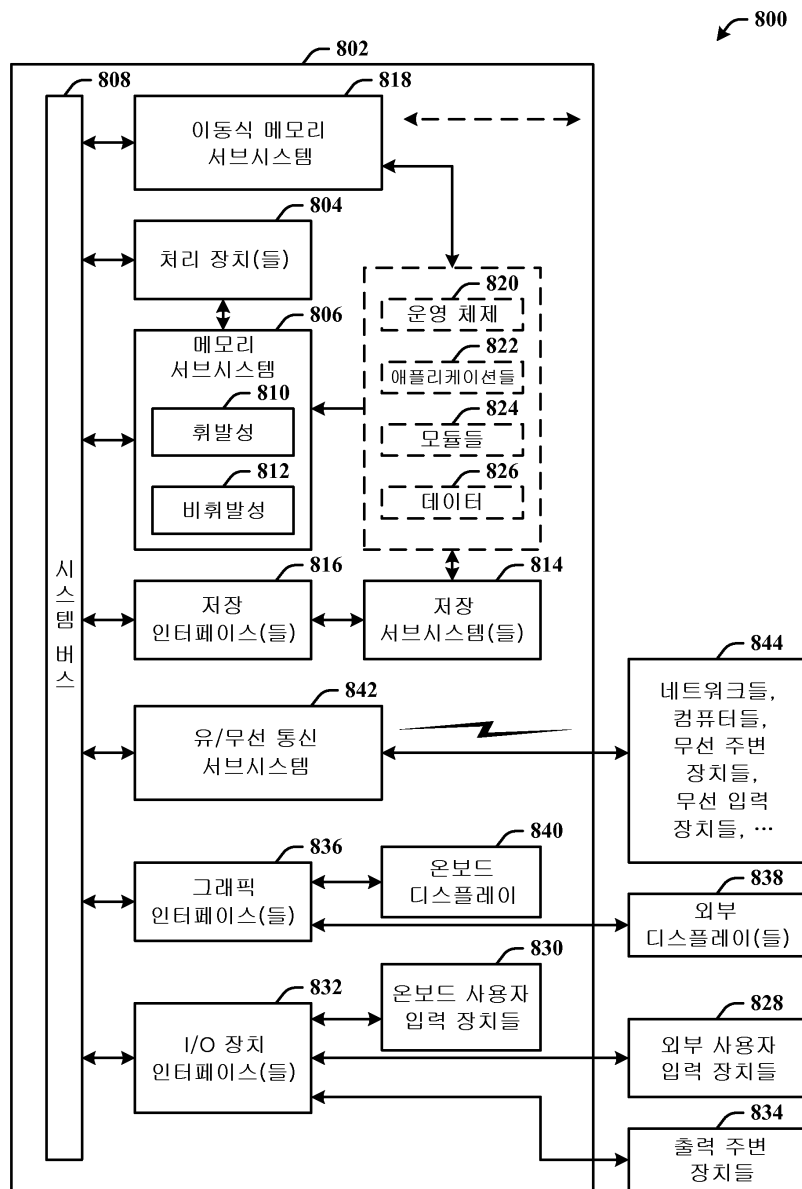 800
802
808
818
이동식 메모리
서브시스템
804
처리 장치(들)
806
메모리
서브시스템
810
휘발성
812
비휘발성
820
운영 체제
822
애플리케이션들
824
모듈들
826
데이터
시스템 버스
816
저장
인터페이스(들)
814
저장
서브시스템(들)
842
유/무선 통신
서브시스템
844
네트워크들,
컴퓨터들,
무선 주변
장치들,
무선 입력
장치들, …
836
그래픽
인터페이스(들)
840
온보드
디스플레이
838
외부
디스플레이(들)
832
I/O 장치
인터페이스(들)
830
온보드 사용자
입력 장치들
828
외부 사용자
입력 장치들
834
출력 주변
장치들